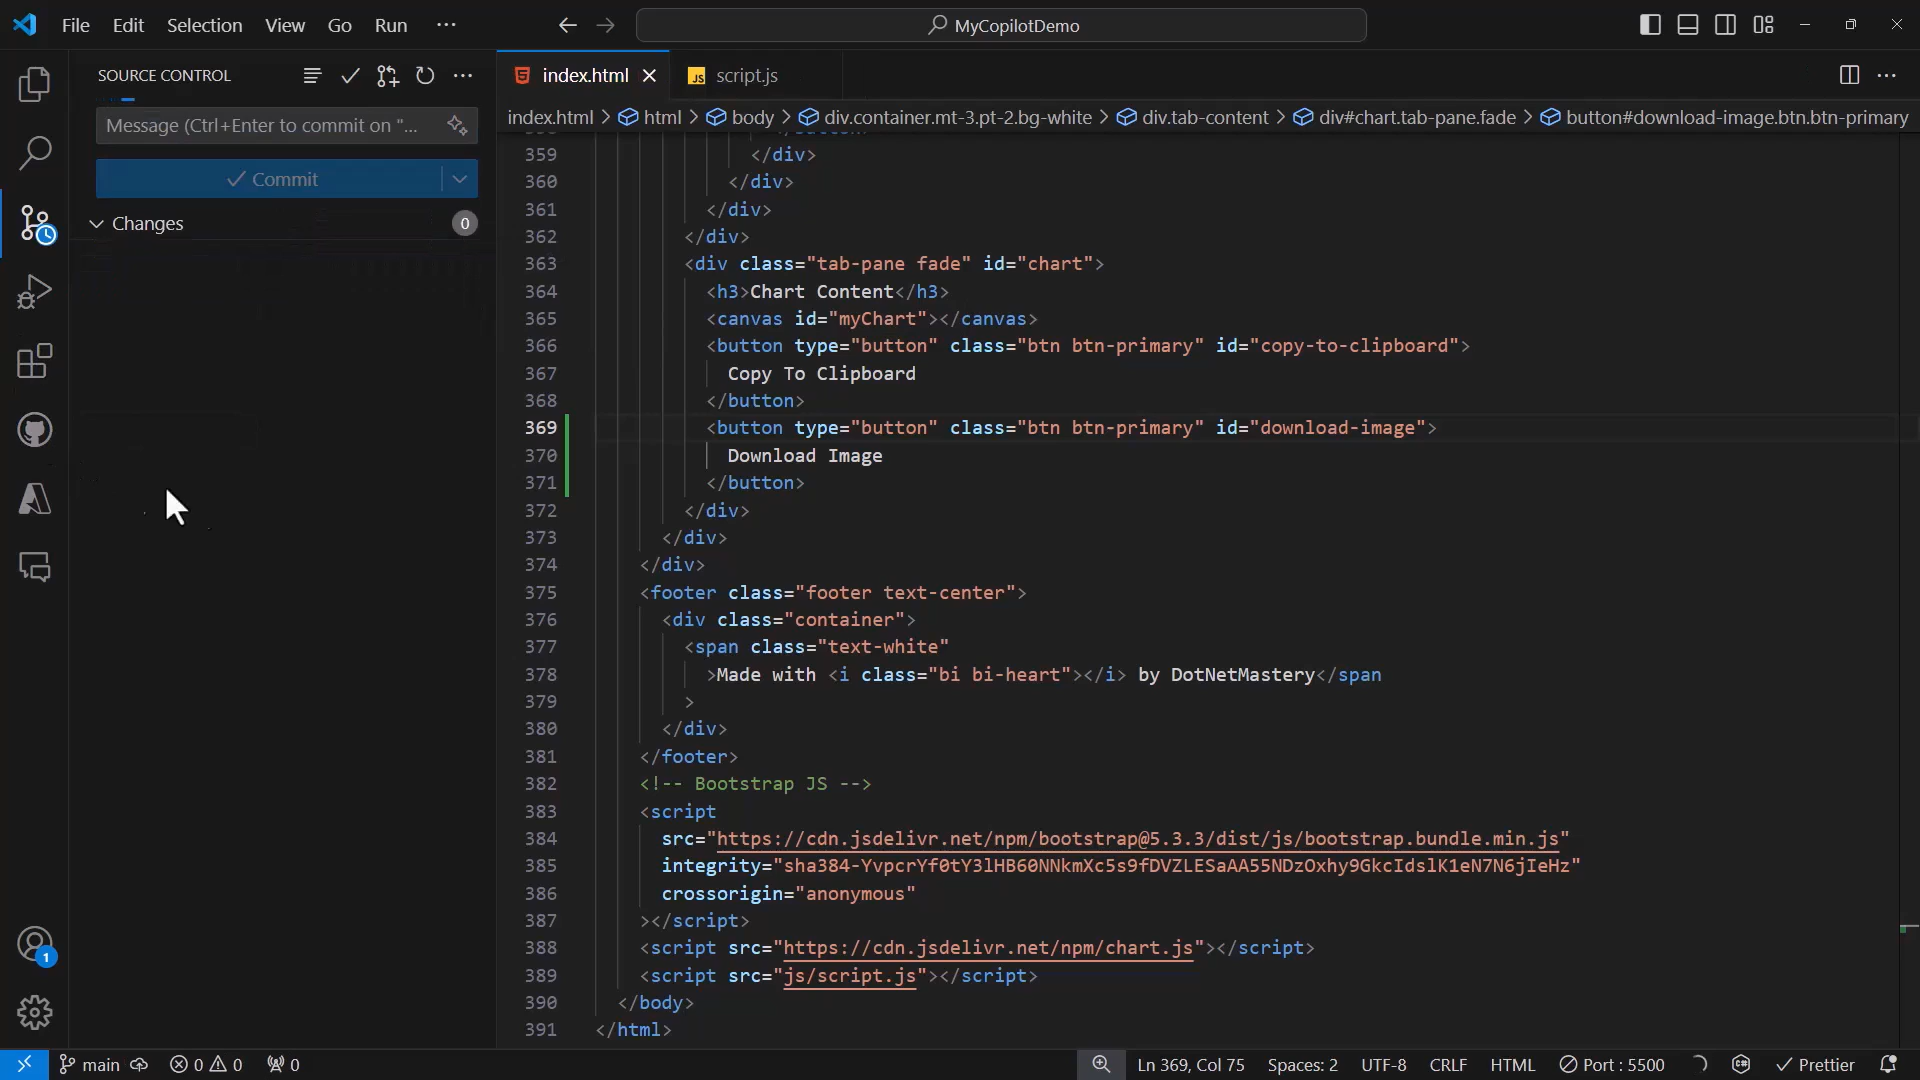 File Edit Selection View Go Run ···
MyCopilotDemo
SOURCE CONTROL
index.html
JS script.js
index.html > html > body > div.container.mt-3.pt-2.bg-white > div.tab-content > div#chart.tab-pane.fade > button#download-image.btn.btn-primary
Message (Ctrl+Enter to commit on "...
Commit
Changes 0
359 </div>
360 </div>
361 </div>
362 </div>
363 <div class="tab-pane fade" id="chart">
364 <h3>Chart Content</h3>
365 <canvas id="myChart"></canvas>
366 <button type="button" class="btn btn-primary" id="copy-to-clipboard">
367 Copy To Clipboard
368 </button>
369 <button type="button" class="btn btn-primary" id="download-image">
370 Download Image
371 </button>
372 </div>
373 </div>
374 </div>
375 <footer class="footer text-center">
376 <div class="container">
377 <span class="text-white"
378 >Made with <i class="bi bi-heart"></i> by DotNetMastery</span
379 >
380 </div>
381 </footer>
382 <!-- Bootstrap JS -->
383 <script
384 src="https://cdn.jsdelivr.net/npm/bootstrap@5.3.3/dist/js/bootstrap.bundle.min.js"
385 integrity="sha384-YvpcrYf0tY3lHB60NNkmXc5s9fDVZLESaAA55NDzOxhy9GkcIdslK1eN7N6jIeHz"
386 crossorigin="anonymous"
387 ></script>
388 <script src="https://cdn.jsdelivr.net/npm/chart.js"></script>
389 <script src="js/script.js"></script>
390 </body>
391 </html>
1
main 0 0 0 Ln 369, Col 75 Spaces: 2 UTF-8 CRLF HTML Port : 5500 Prettier